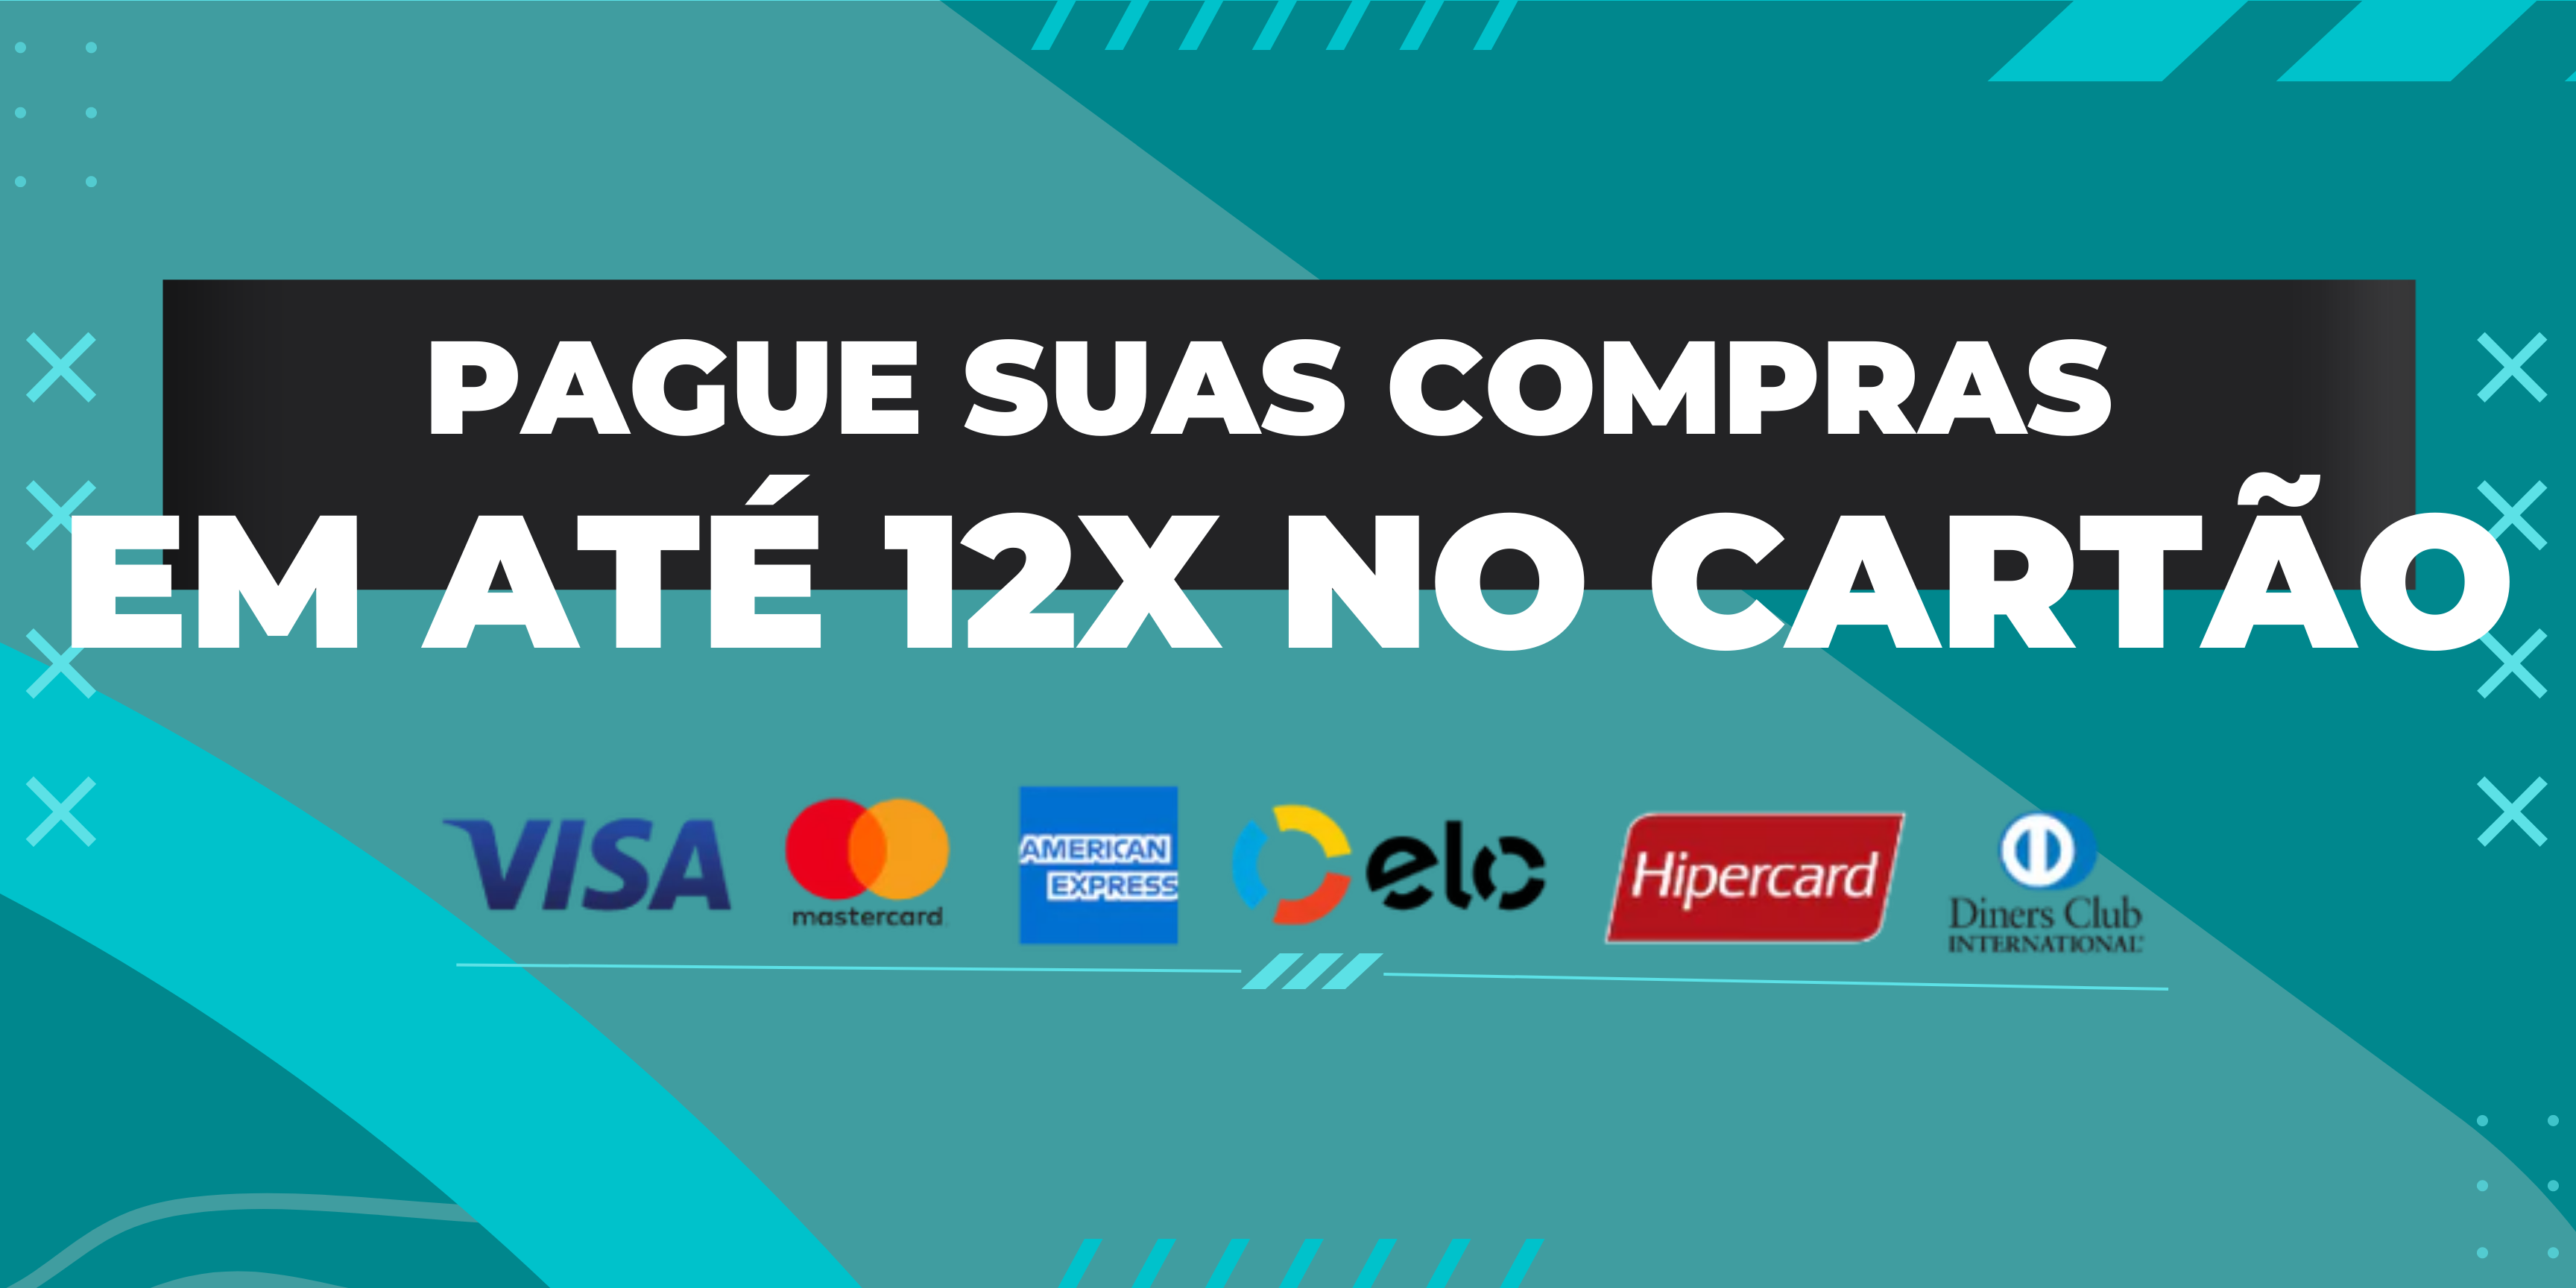 PAGUE SUAS COMPRAS
EM ATÉ 12X NO CARTÃO
VISA
mastercard
AMERICAN
EXPRESS
elo
Hipercard
Diners Club
INTERNATIONAL